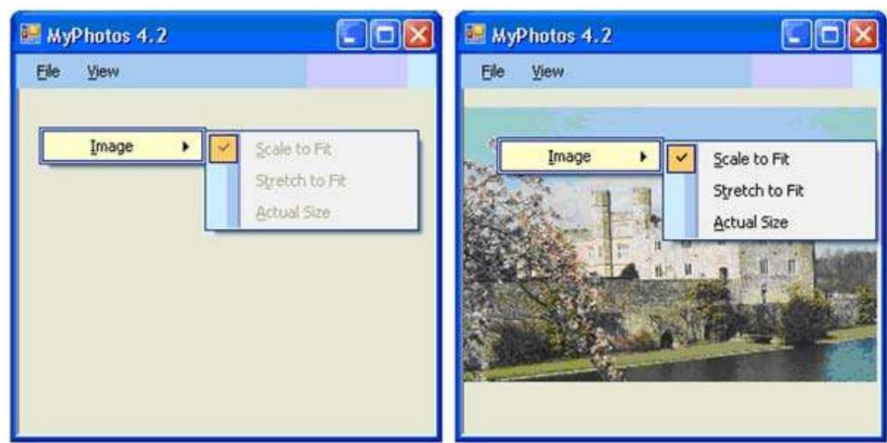 MyPhotos 4.2
File View
Image
Scale to Fit
Stretch to Fit
Actual Size
MyPhotos 4.2
File View
Image
Scale to Fit
Stretch to Fit
Actual Size